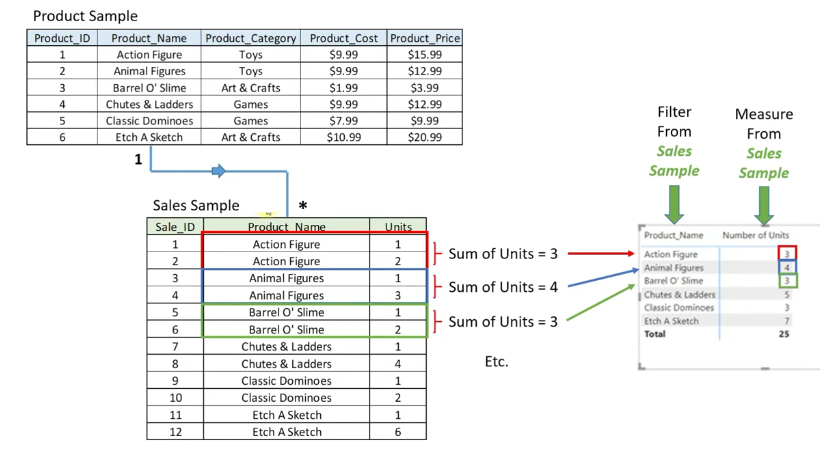 Product Sample
Product_ID Product_Name Product_Category Product_Cost Product_Price
1 Action Figure Toys $9.99 $15.99
2 Animal Figures Toys $9.99 $12.99
3 Barrel O' Slime Art & Crafts $1.99 $3.99
4 Chutes & Ladders Games $9.99 $12.99
5 Classic Dominoes Games $7.99 $9.99
6 Etch A Sketch Art & Crafts $10.99 $20.99
1
*
Sales Sample
Sale_ID Product_Name Units
1 Action Figure 1
2 Action Figure 2
3 Animal Figures 1
4 Animal Figures 3
5 Barrel O' Slime 1
6 Barrel O' Slime 2
7 Chutes & Ladders 1
8 Chutes & Ladders 4
9 Classic Dominoes 1
10 Classic Dominoes 2
11 Etch A Sketch 1
12 Etch A Sketch 6
Sum of Units = 3
Sum of Units = 4
Sum of Units = 3
Etc.
Filter
From
Sales
Sample
Measure
From
Sales
Sample
Product_Name Number of Units
Action Figure 3
Animal Figures 4
Barrel O' Slime 3
Chutes & Ladders 5
Classic Dominoes 3
Etch A Sketch 7
Total 25